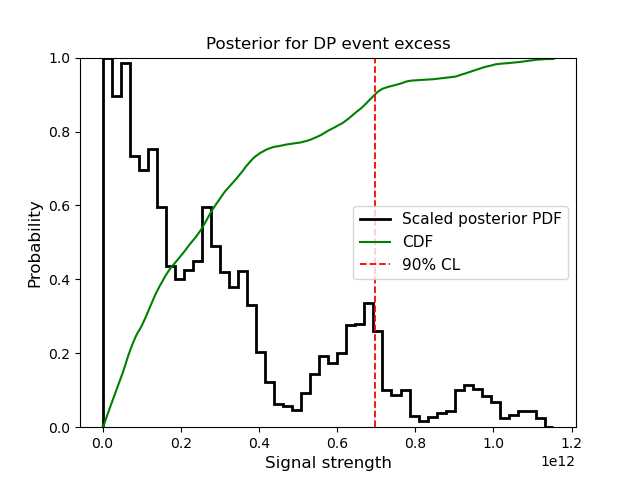 Posterior for DP event excess
Probability
1.0
0.8
0.6
0.4
0.2
0.0
Scaled posterior PDF
CDF
90% CL
0.0 0.2 0.4 0.6 0.8 1.0 1.2
1e12
Signal strength